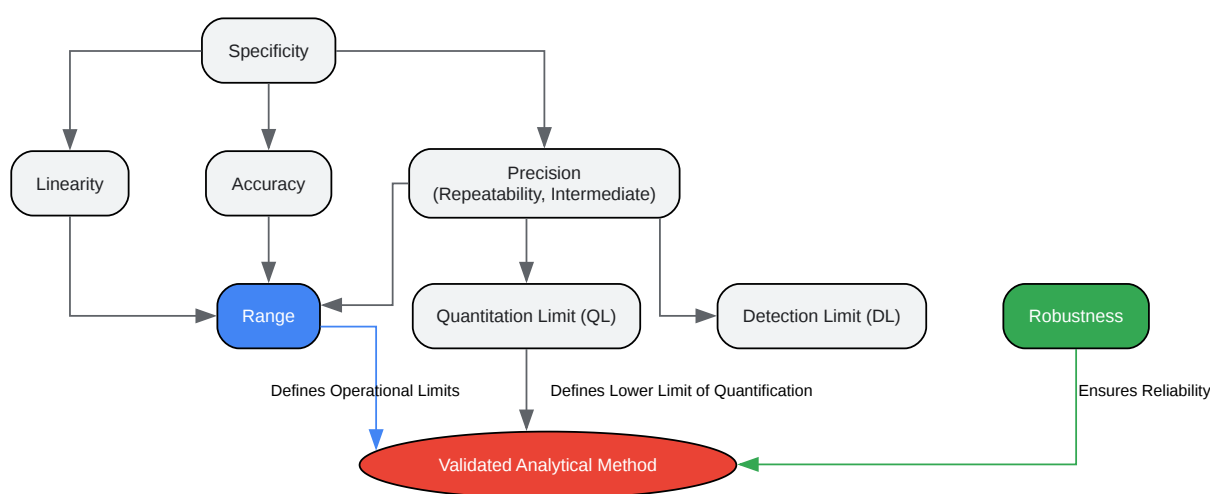 Specificity
Linearity
Accuracy
Precision
(Repeatability, Intermediate)
Range
Quantitation Limit (QL)
Detection Limit (DL)
Robustness
Defines Operational Limits
Defines Lower Limit of Quantification
Ensures Reliability
Validated Analytical Method